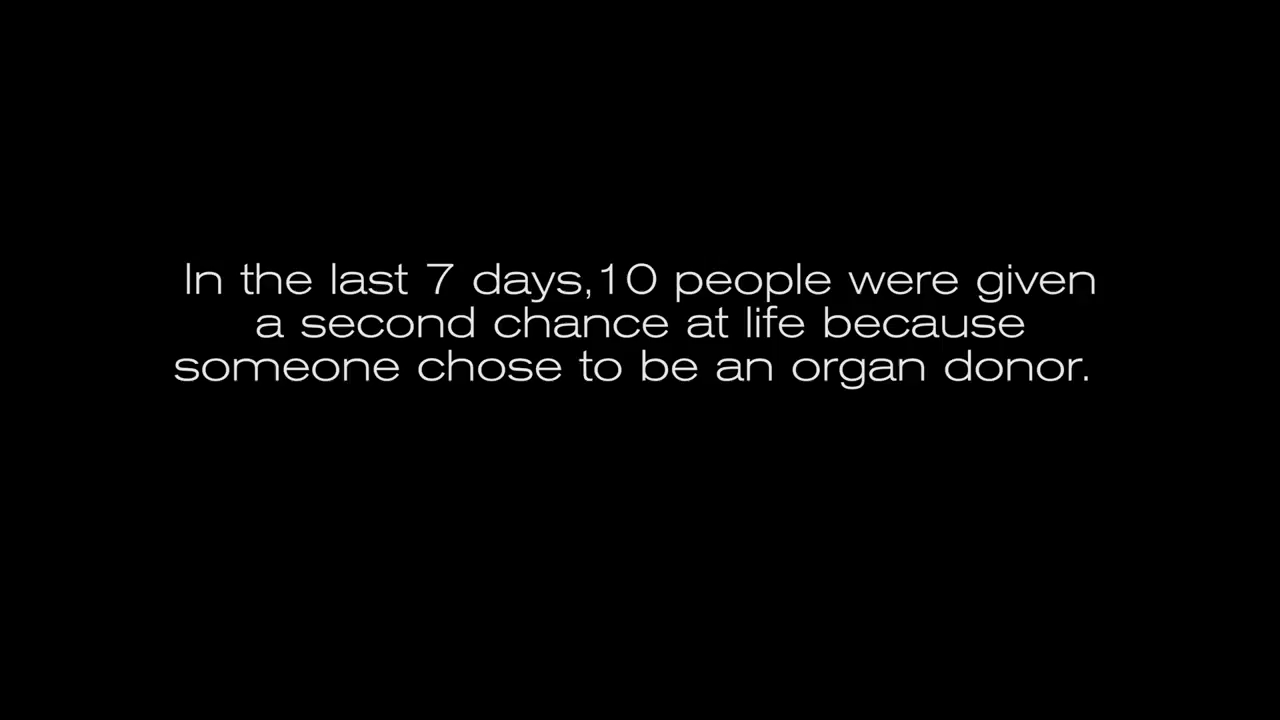 In the last 7 days,10 people were given
a second chance at life because
someone chose to be an organ donor.